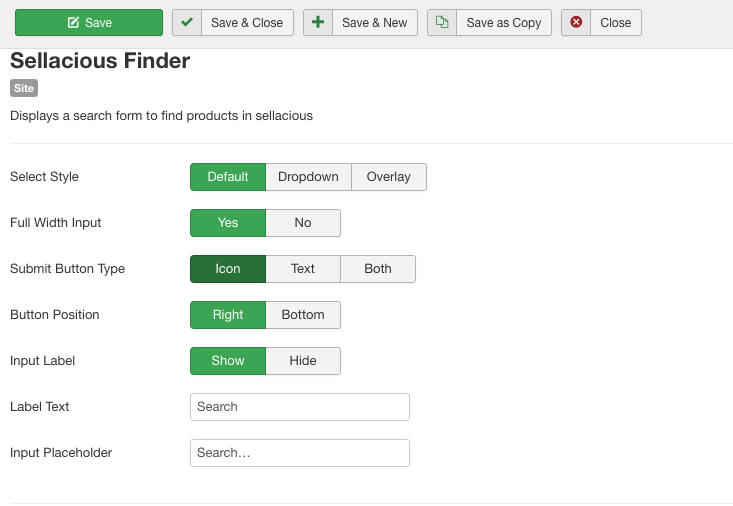 Save Save & Close Save & New Save as Copy Close
Sellacious Finder
Site
Displays a search form to find products in sellacious
Select Style Default Dropdown Overlay
Full Width Input Yes No
Submit Button Type Icon Text Both
Button Position Right Bottom
Input Label Show Hide
Label Text Search
Input Placeholder Search...